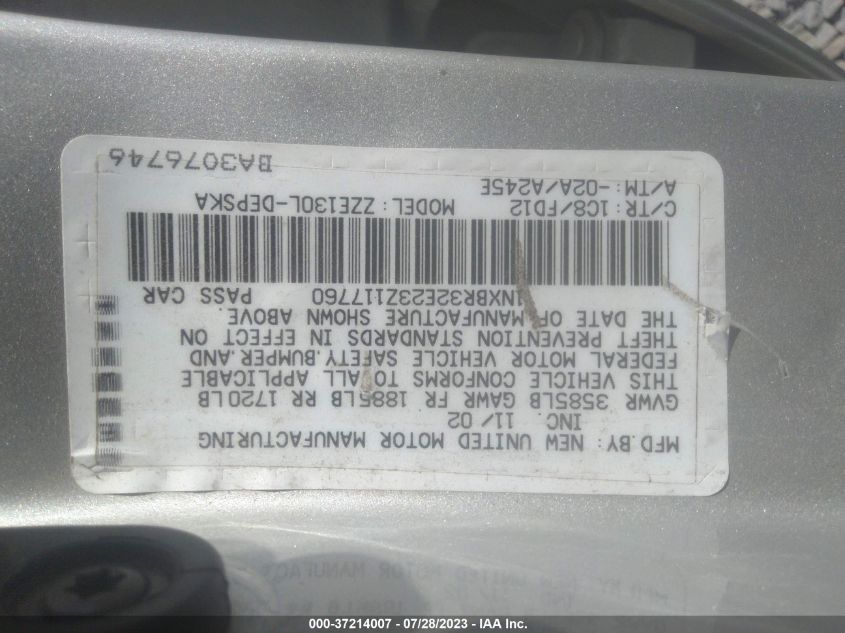 MFD.BY: NEW UNITED MOTOR MANUFACTURING
INC. 11/02
GVWR 3585LB GAWR FR 1885LB RR 1720LB
THIS VEHICLE CONFORMS TO ALL APPLICABLE
FEDERAL MOTOR VEHICLE SAFETY.BUMPER.AND
THEFT PREVENTION STANDARDS IN EFFECT ON
THE DATE OF MANUFACTURE SHOWN ABOVE.
1NXBR32E23Z117760 PASS CAR
C/TR:1C8/FD12 MODEL:ZZE130L-DEPSKA
A/TM:-02A/A245E
BA3076746
000-37214007 / 07/28/2023 - IAA Inc.